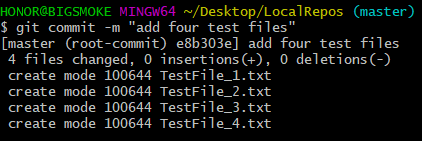 HONOR@BIGSMOKE MINGW64 ~/Desktop/LocalRepos (master)
$ git commit -m "add four test files"
[master (root-commit) e8b303e] add four test files
 4 files changed, 0 insertions(+), 0 deletions(-)
 create mode 100644 TestFile_1.txt
 create mode 100644 TestFile_2.txt
 create mode 100644 TestFile_3.txt
 create mode 100644 TestFile_4.txt